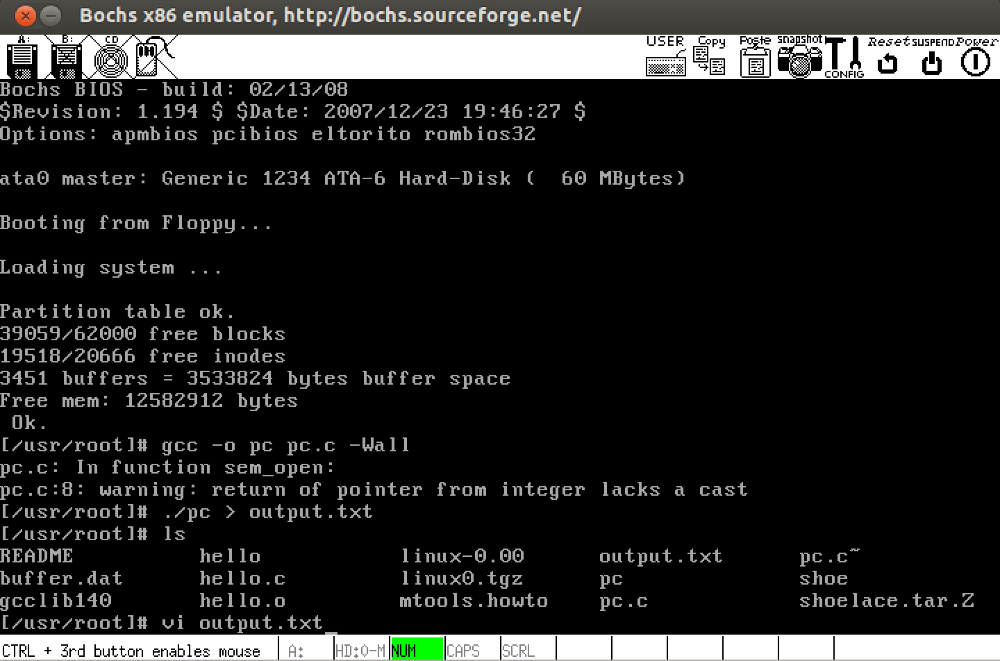 Bochs x86 emulator, http://bochs.sourceforge.net/
A: B: CD USER Copy Paste snapshot CONFIG Reset SUSPEND Power
Bochs BIOS - build: 02/13/08
$Revision: 1.194 $ $Date: 2007/12/23 19:46:27 $
Options: apmbios pcibios eltorito rombios32
ata0 master: Generic 1234 ATA-6 Hard-Disk (  60 MBytes)
Booting from Floppy...
Loading system ...
Partition table ok.
39059/62000 free blocks
19518/20666 free inodes
3451 buffers = 3533824 bytes buffer space
Free mem: 12582912 bytes
 Ok.
[/usr/root]# gcc -o pc pc.c -Wall
pc.c: In function sem_open:
pc.c:8: warning: return of pointer from integer lacks a cast
[/usr/root]# ./pc > output.txt
[/usr/root]# ls
README          hello           linux-0.00      output.txt      pc.c~
buffer.dat      hello.c         linux0.tgz      pc              shoe
gcclib140       hello.o         mtools.howto    pc.c            shoelace.tar.Z
[/usr/root]# vi output.txt_
CTRL + 3rd button enables mouse A: HD:0-M NUM CAPS SCRL